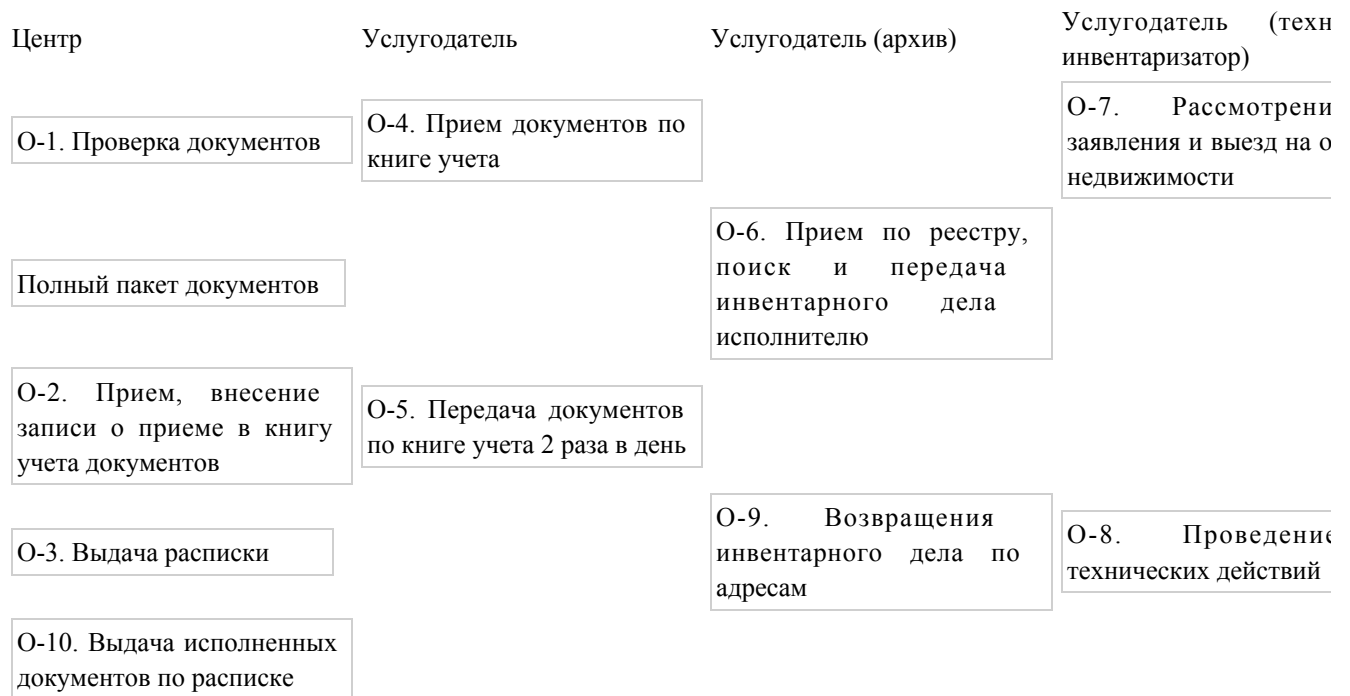 Центр
Услугодатель
Услугодатель (архив)
Услугодатель (техн
инвентаризатор)
О-1. Проверка документов
О-4. Прием документов по
книге учета
О-7. Рассмотрени
заявления и выезд на о
недвижимости
Полный пакет документов
О-6. Прием по реестру,
поиск и передача
инвентарного дела
исполнителю
О-2. Прием, внесение
записи о приеме в книгу
учета документов
О-5. Передача документов
по книге учета 2 раза в день
О-3. Выдача расписки
О-9. Возвращения
инвентарного дела по
адресам
О-8. Проведение
технических действий
О-10. Выдача исполненных
документов по расписке